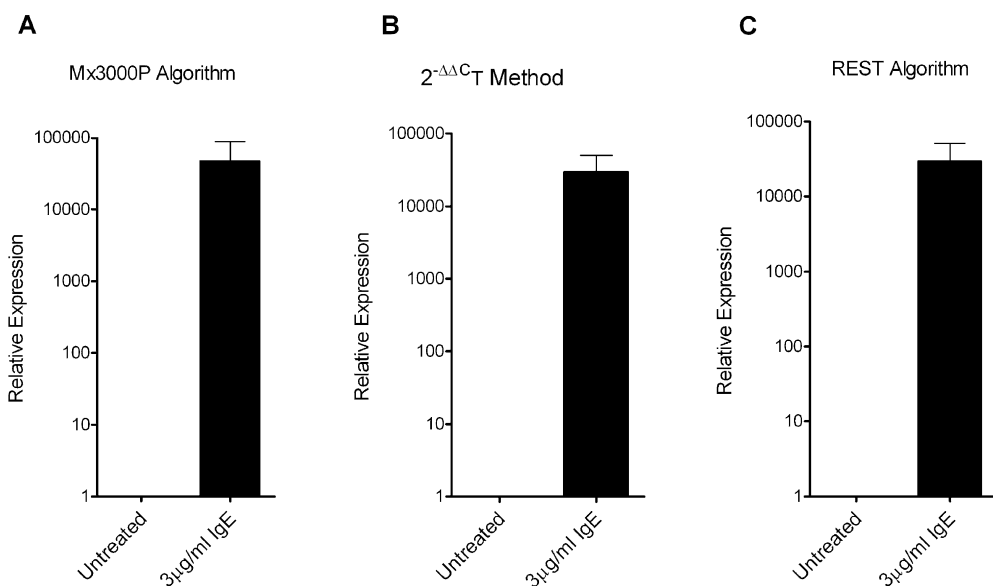 A
Mx3000P Algorithm
Relative Expression
100000
10000
1000
100
10
1
Untreated
3µg/ml IgE
B
2-ΔΔCT Method
Relative Expression
100000
10000
1000
100
10
1
Untreated
3µg/ml IgE
C
REST Algorithm
Relative Expression
100000
10000
1000
100
10
1
Untreated
3µg/ml IgE